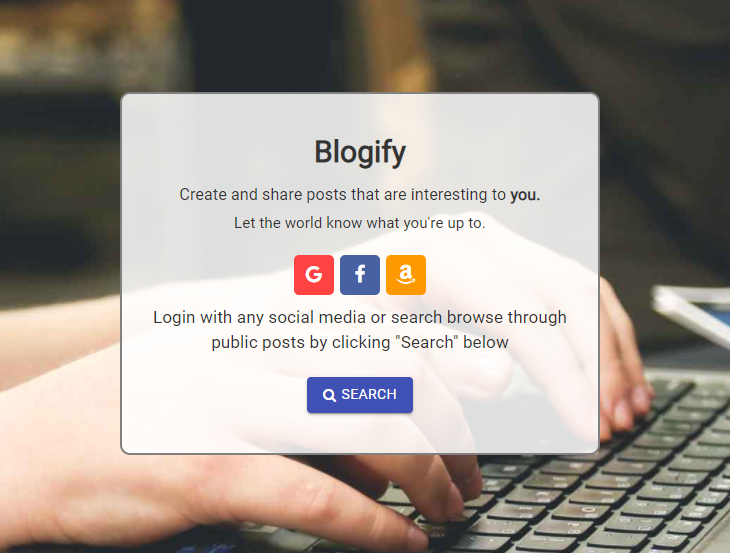 Blogify
Create and share posts that are interesting to you.
Let the world know what you're up to.
Login with any social media or search browse through
public posts by clicking "Search" below
SEARCH